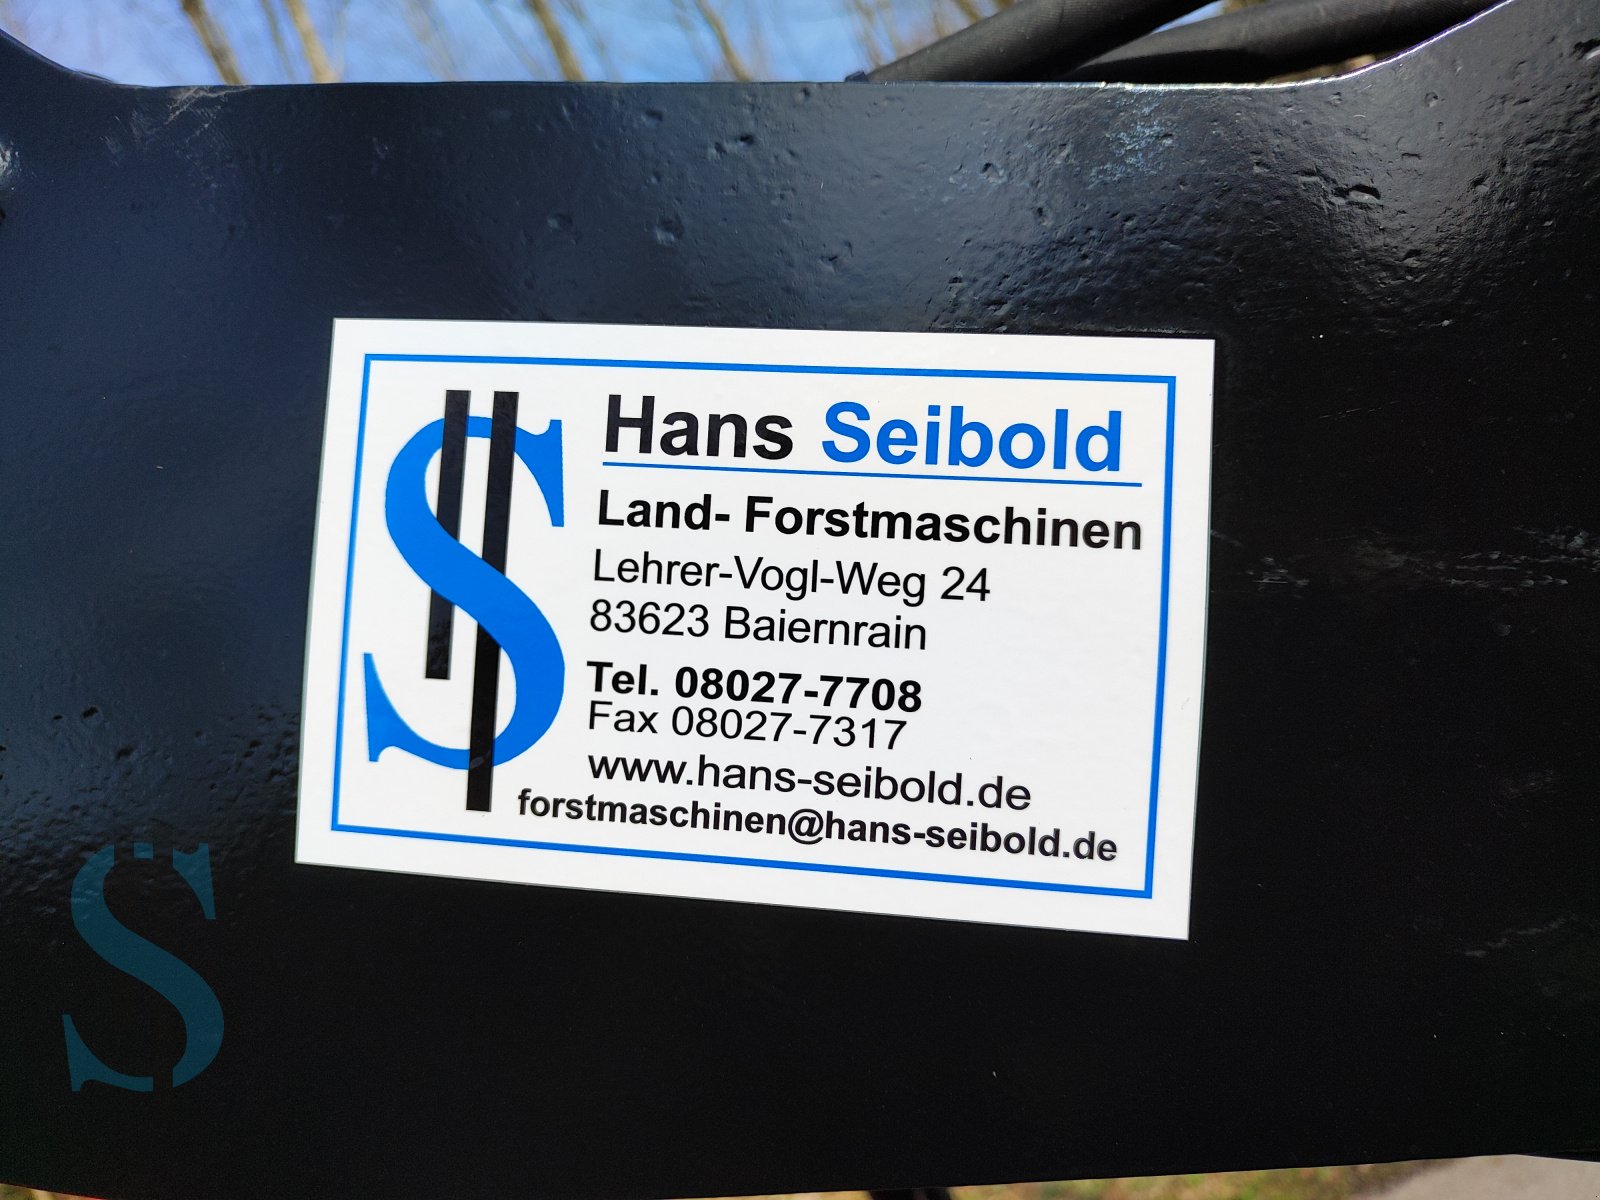 Hans Seibold
Land- Forstmaschinen
Lehrer-Vogl-Weg 24
83623 Baiernrain
Tel. 08027-7708
Fax 08027-7317
www.hans-seibold.de
forstmaschinen@hans-seibold.de